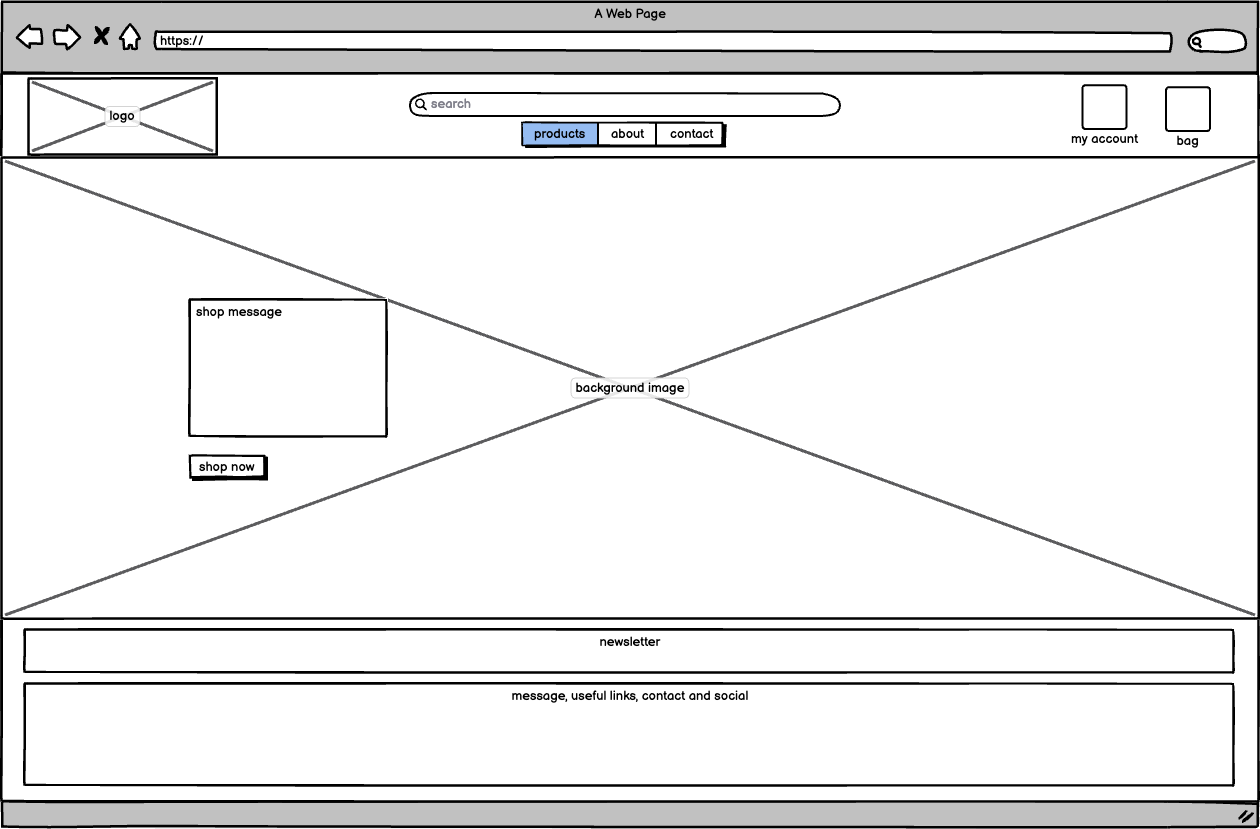 A Web Page
https://
logo
search
products about contact
my account
bag
shop message
background image
shop now
newsletter
message, useful links, contact and social